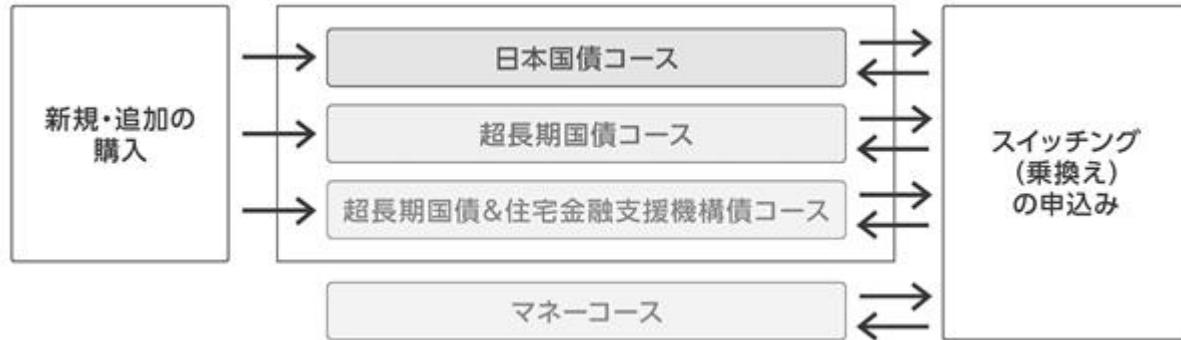 新規・追加の
購入
日本国債コース
超長期国債コース
超長期国債&住宅金融支援機構債コース
マネーコース
スイッチング
(乗換え)
の申込み